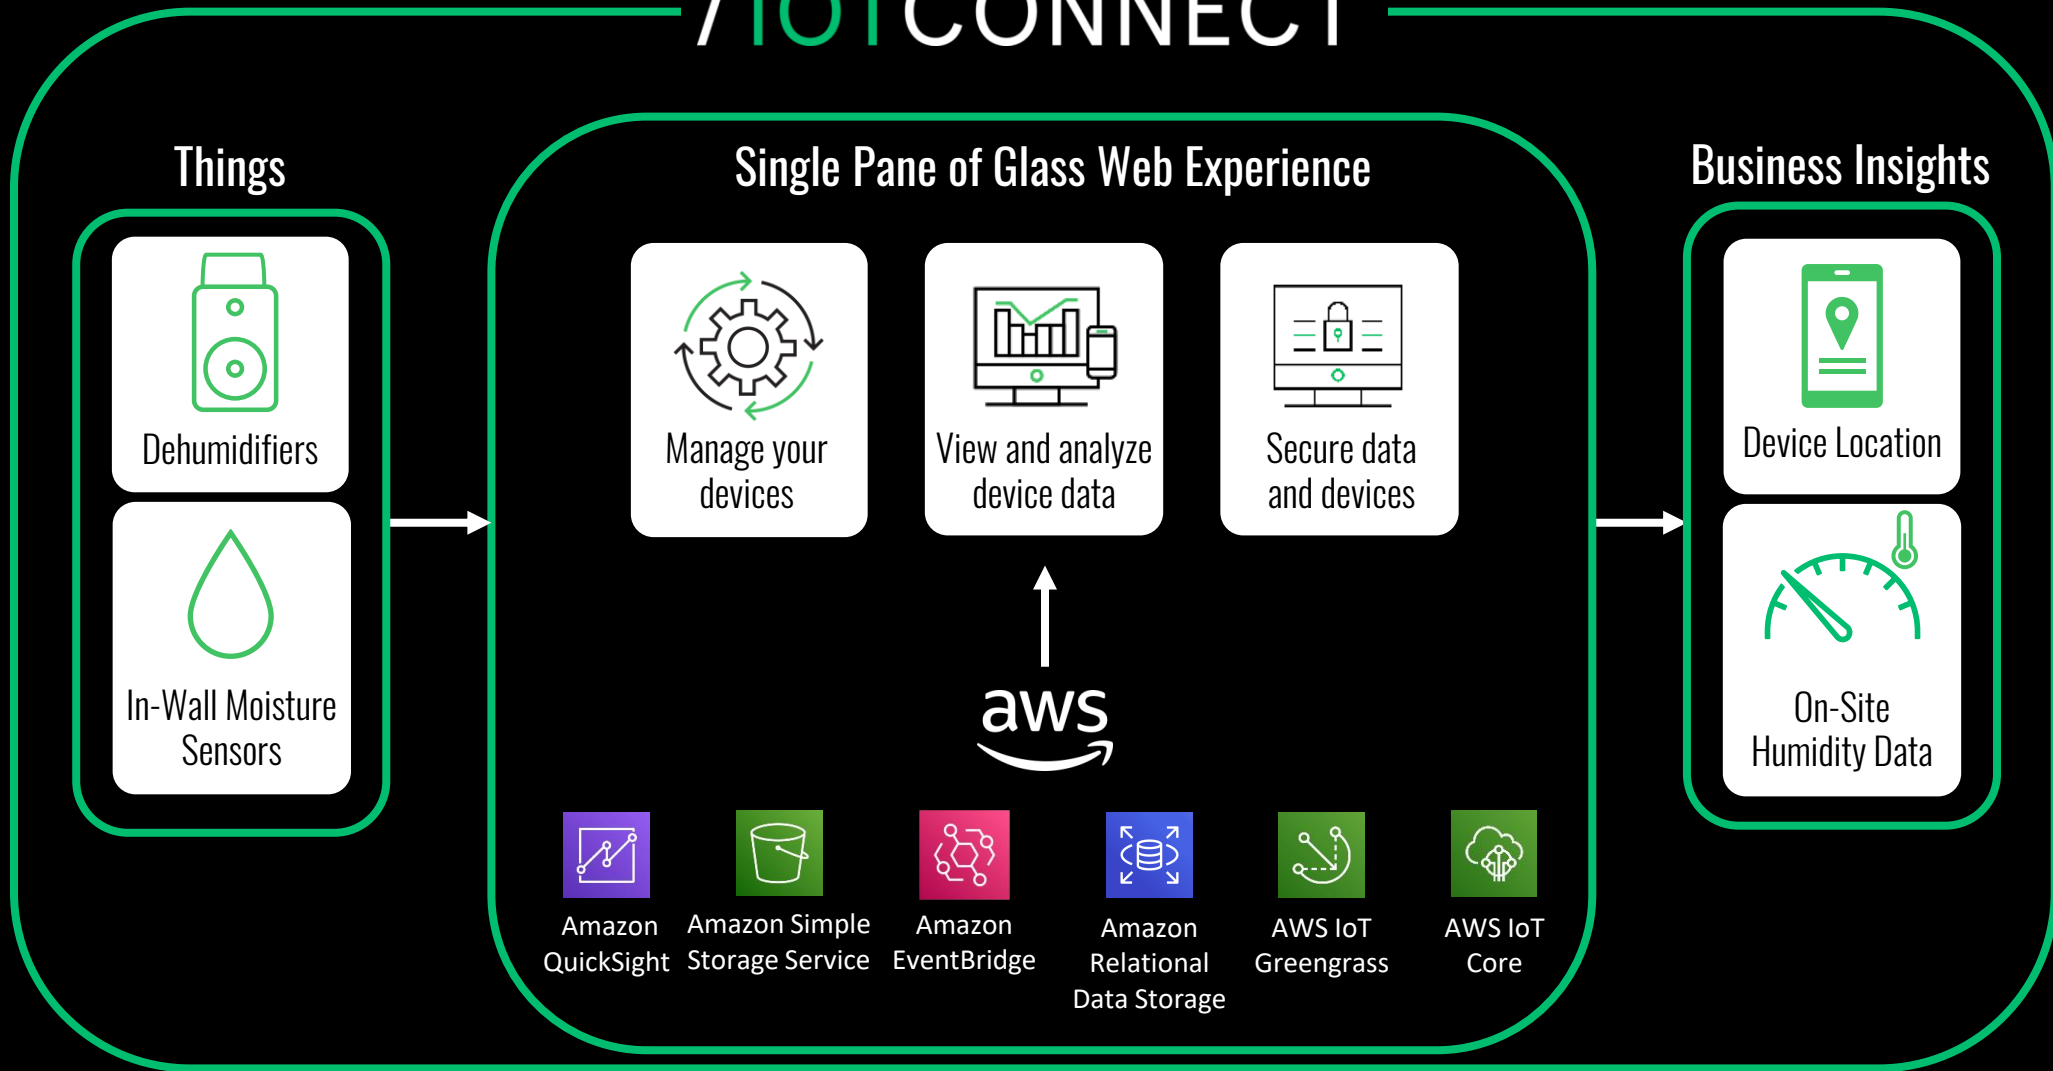 /IOTCONNECT
Things
Dehumidifiers
In-Wall Moisture
Sensors
Single Pane of Glass Web Experience
Manage your
devices
View and analyze
device data
Secure data
and devices
aws
Amazon
QuickSight
Amazon Simple
Storage Service
Amazon
EventBridge
Amazon
Relational
Data Storage
AWS IoT
Greengrass
AWS IoT
Core
Business Insights
Device Location
On-Site
Humidity Data